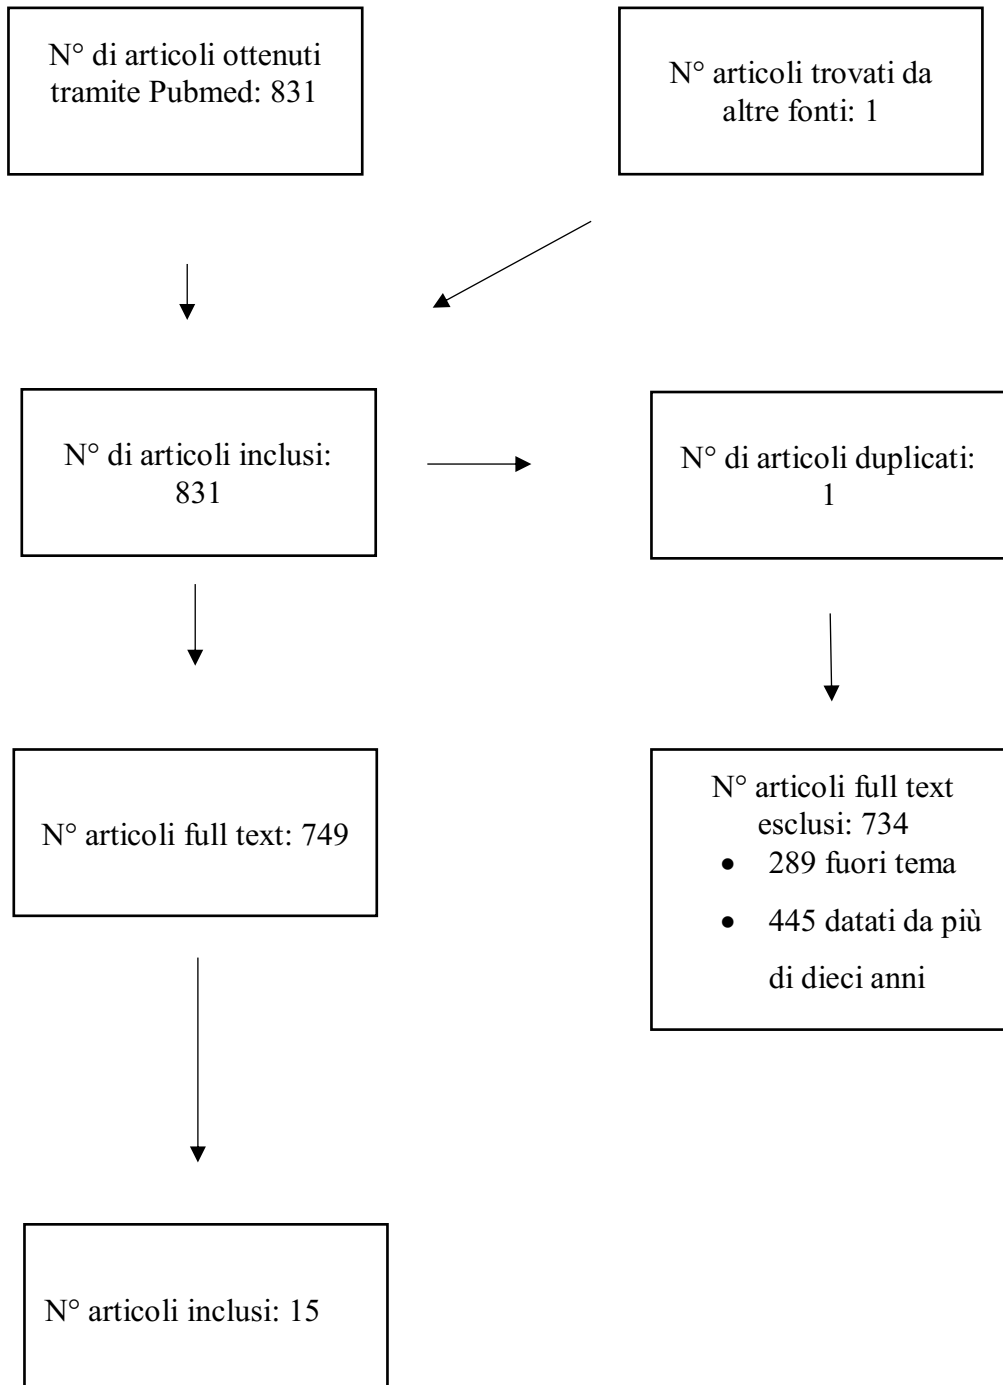 N° di articoli ottenuti
tramite Pubmed: 831
N° articoli trovati da
altre fonti: 1
N° di articoli inclusi:
831
N° di articoli duplicati:
1
N° articoli full text: 749
N° articoli full text
esclusi: 734
• 289 fuori tema
• 445 datati da più
di dieci anni
N° articoli inclusi: 15